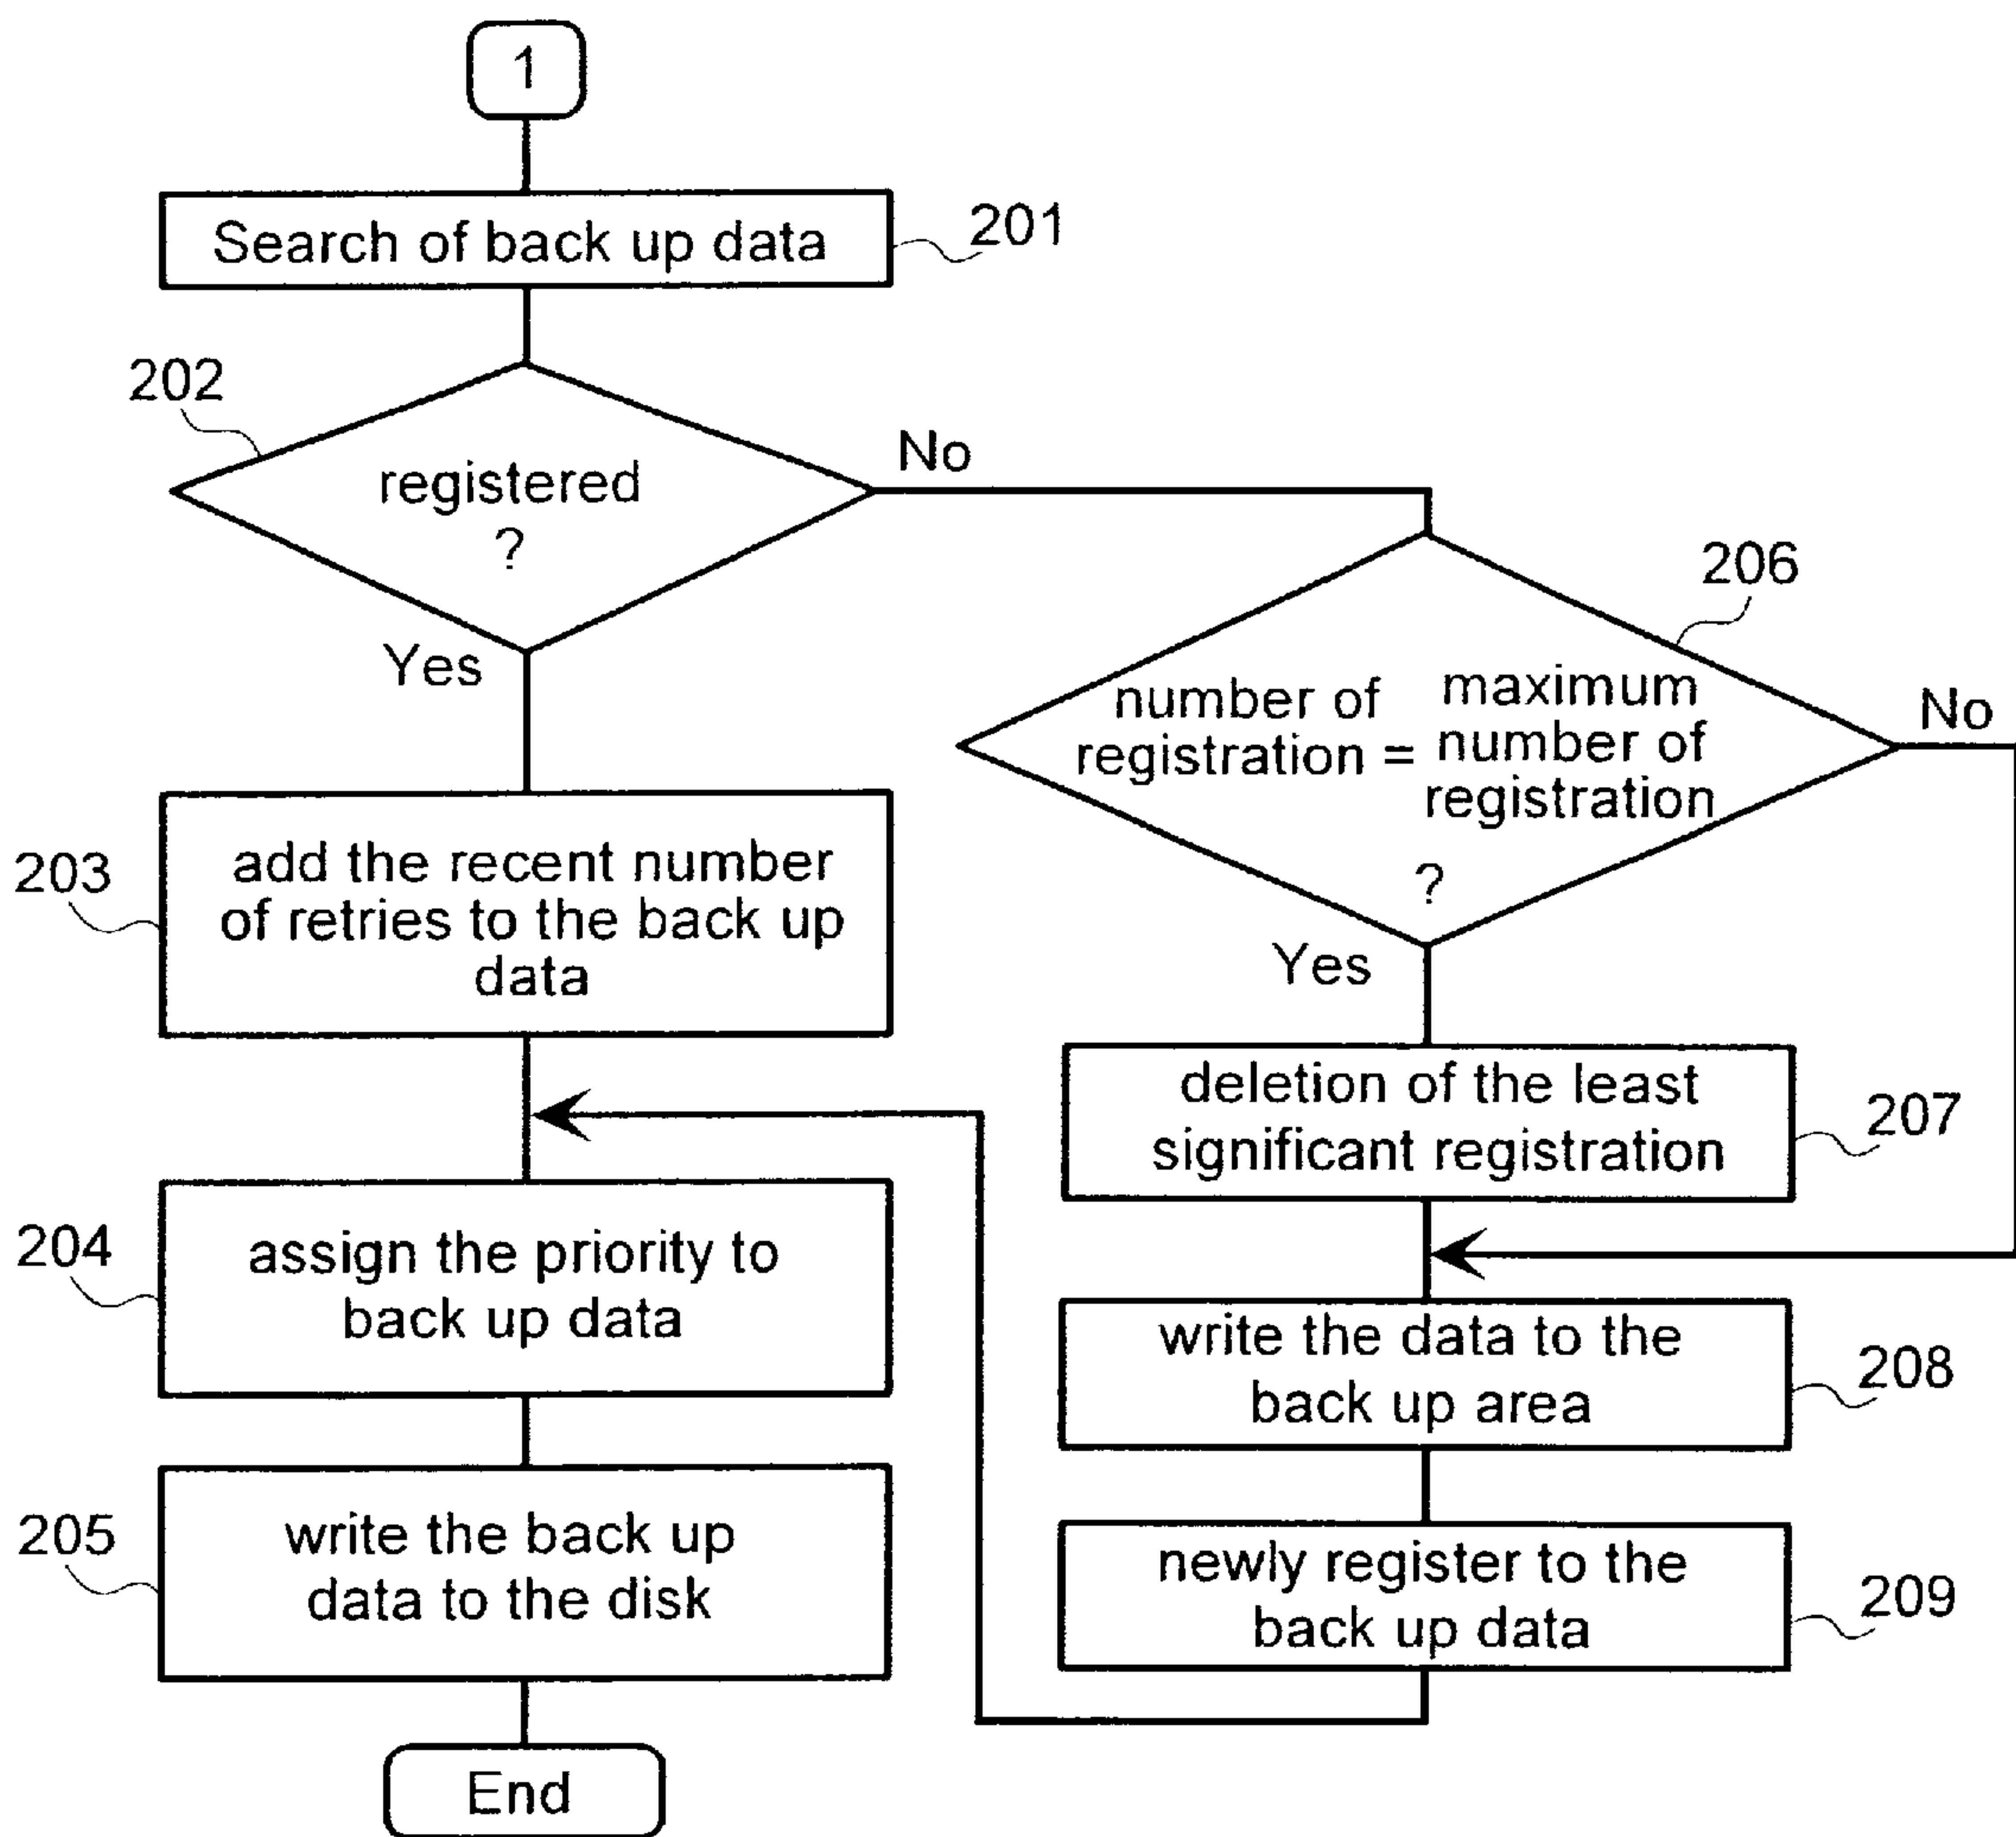 1
Search of back up data
201
202
registered
?
No
Yes
203
add the recent number
of retries to the back up
data
204
assign the priority to
back up data
205
write the back up
data to the disk
End
206
number of
registration =
maximum
number of
registration
?
No
Yes
deletion of the least
significant registration
207
write the data to the
back up area
208
newly register to the
back up data
209